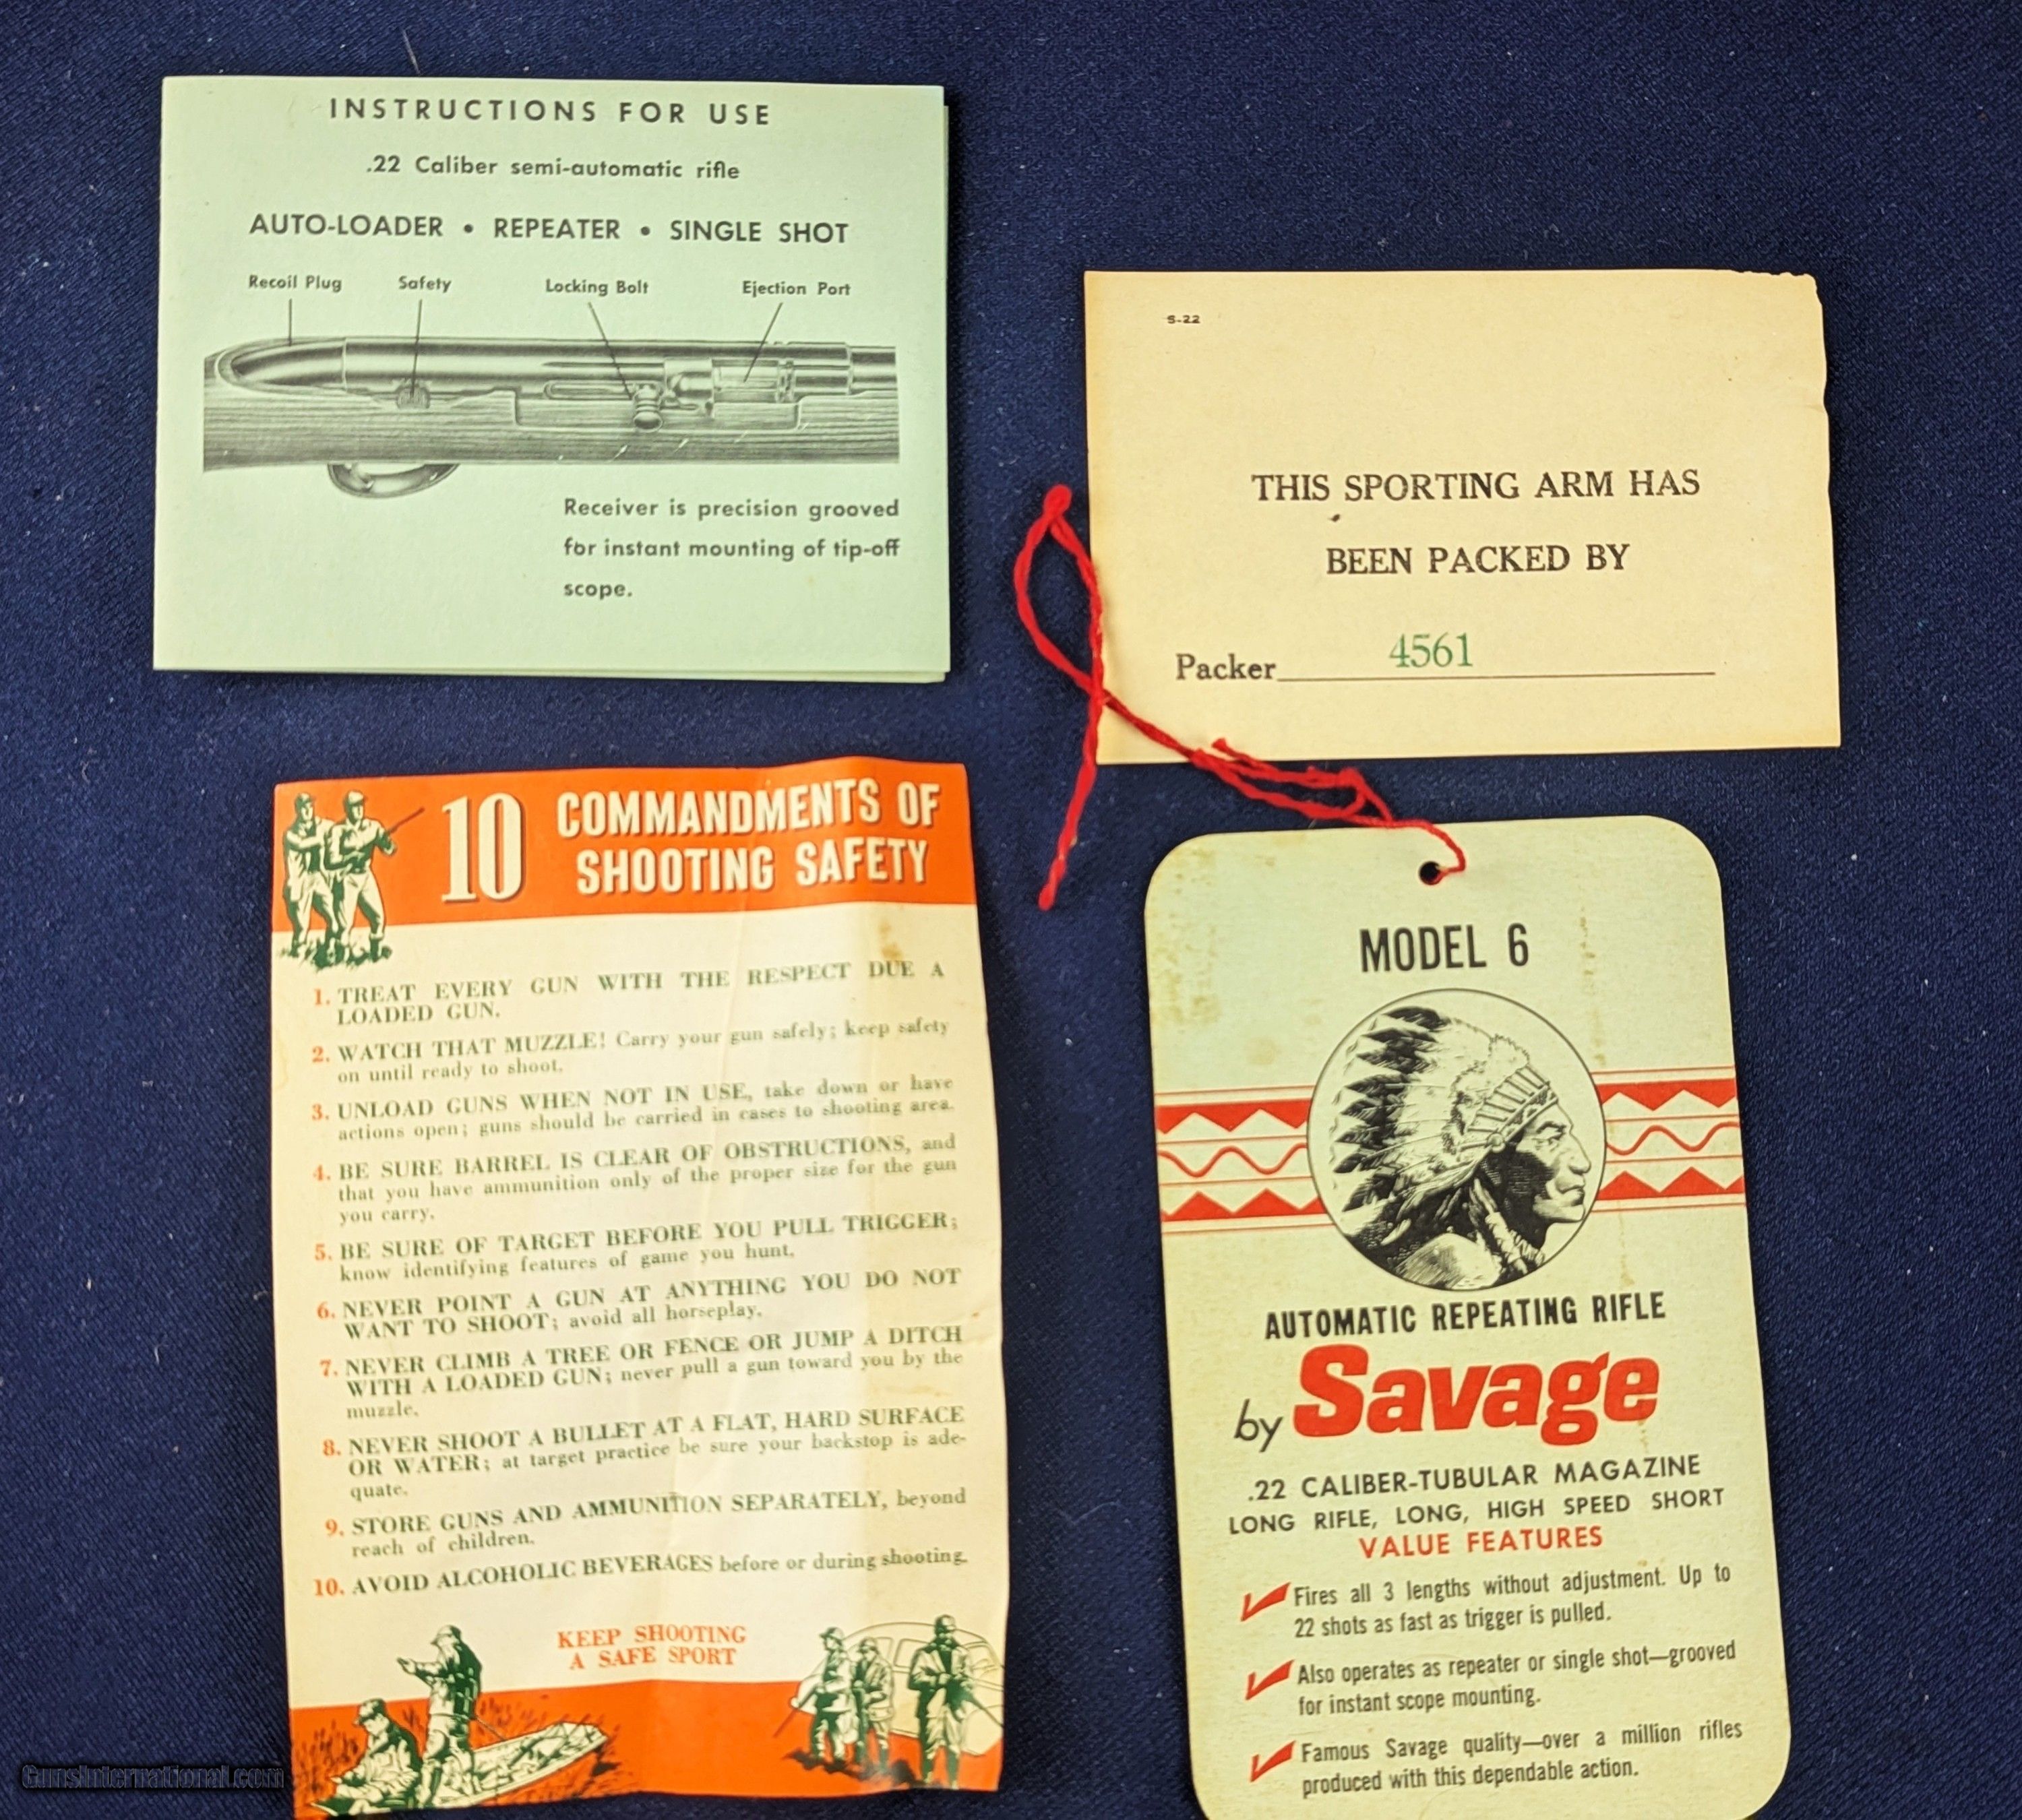 INSTRUCTIONS FOR USE
.22 Caliber semi-automatic rifle
AUTO-LOADER • REPEATER • SINGLE SHOT
Recoil Plug Safety Locking Bolt Ejection Port
Receiver is precision grooved
for instant mounting of tip-off
scope.
S-22
THIS SPORTING ARM HAS
BEEN PACKED BY
Packer 4561
10 COMMANDMENTS OF
SHOOTING SAFETY
1. TREAT EVERY GUN WITH THE RESPECT DUE A
LOADED GUN.
2. WATCH THAT MUZZLE! Carry your gun safely; keep safety
on until ready to shoot.
3. UNLOAD GUNS WHEN NOT IN USE, take down or have
actions open; guns should be carried in cases to shooting area.
4. BE SURE BARREL IS CLEAR OF OBSTRUCTIONS, and
that you have ammunition only of the proper size for the gun
you carry.
5. BE SURE OF TARGET BEFORE YOU PULL TRIGGER;
know identifying features of game you hunt.
6. NEVER POINT A GUN AT ANYTHING YOU DO NOT
WANT TO SHOOT; avoid all horseplay.
7. NEVER CLIMB A TREE OR FENCE OR JUMP A DITCH
WITH A LOADED GUN; never pull a gun toward you by the
muzzle.
8. NEVER SHOOT A BULLET AT A FLAT, HARD SURFACE
OR WATER; at target practice be sure your backstop is ade-
quate.
9. STORE GUNS AND AMMUNITION SEPARATELY, beyond
reach of children.
10. AVOID ALCOHOLIC BEVERAGES before or during shooting.
KEEP SHOOTING
A SAFE SPORT
MODEL 6
AUTOMATIC REPEATING RIFLE
by Savage
.22 CALIBER-TUBULAR MAGAZINE
LONG RIFLE, LONG, HIGH SPEED SHORT
VALUE FEATURES
Fires all 3 lengths without adjustment. Up to
22 shots as fast as trigger is pulled.
Also operates as repeater or single shot—grooved
for instant scope mounting.
Famous Savage quality—over a million rifles
produced with this dependable action.
GunsInternational.com